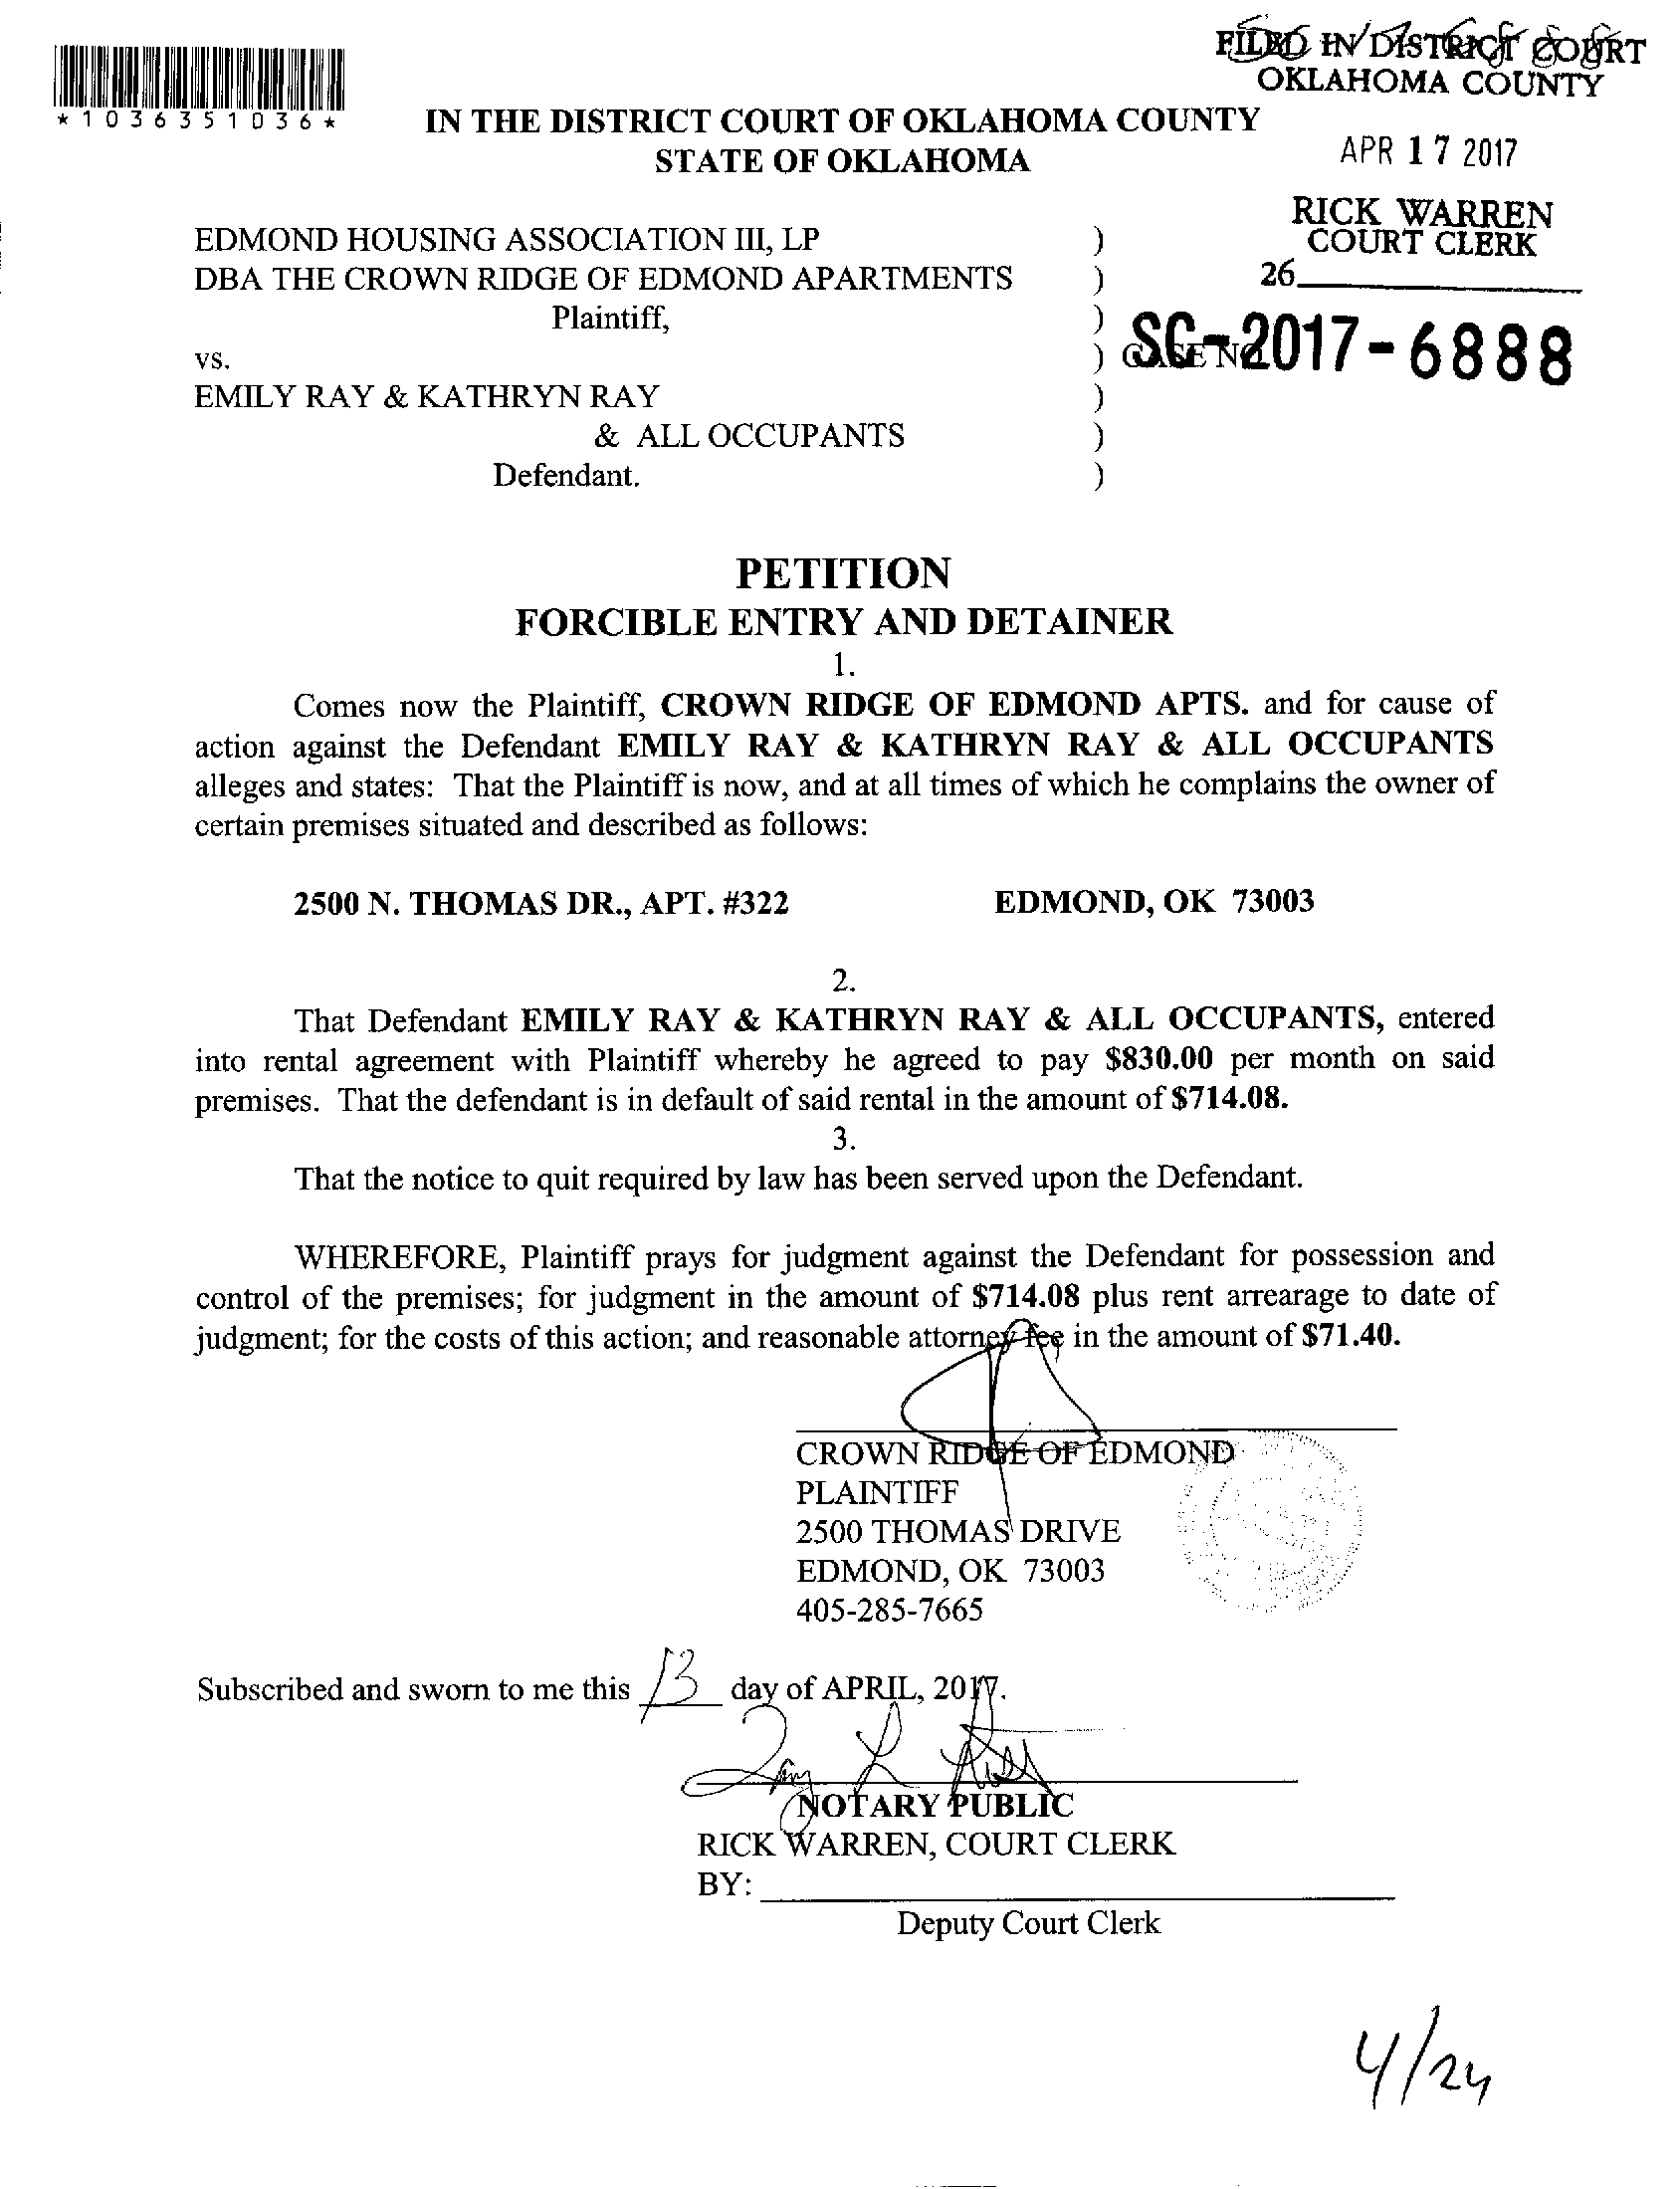 FILED IN DISTRICT COURT
OKLAHOMA COUNTY
*1036351036*
IN THE DISTRICT COURT OF OKLAHOMA COUNTY
STATE OF OKLAHOMA
APR 17 2017
RICK WARREN
COURT CLERK
26
EDMOND HOUSING ASSOCIATION III, LP )
DBA THE CROWN RIDGE OF EDMOND APARTMENTS )
Plaintiff, )
vs. ) CASE NO. SC-2017-6888
EMILY RAY & KATHRYN RAY )
& ALL OCCUPANTS )
Defendant. )
PETITION
FORCIBLE ENTRY AND DETAINER
1.
Comes now the Plaintiff, CROWN RIDGE OF EDMOND APTS. and for cause of
action against the Defendant EMILY RAY & KATHRYN RAY & ALL OCCUPANTS
alleges and states: That the Plaintiff is now, and at all times of which he complains the owner of
certain premises situated and described as follows:
2500 N. THOMAS DR., APT. #322 EDMOND, OK 73003
2.
That Defendant EMILY RAY & KATHRYN RAY & ALL OCCUPANTS, entered
into rental agreement with Plaintiff whereby he agreed to pay $830.00 per month on said
premises. That the defendant is in default of said rental in the amount of $714.08.
3.
That the notice to quit required by law has been served upon the Defendant.
WHEREFORE, Plaintiff prays for judgment against the Defendant for possession and
control of the premises; for judgment in the amount of $714.08 plus rent arrearage to date of
judgment; for the costs of this action; and reasonable attorney fee in the amount of $71.40.
CROWN RIDGE OF EDMOND
PLAINTIFF
2500 THOMAS DRIVE
EDMOND, OK 73003
405-285-7665
Subscribed and sworn to me this 13 day of APRIL, 2017.
NOTARY PUBLIC
RICK WARREN, COURT CLERK
BY:
Deputy Court Clerk
4/24